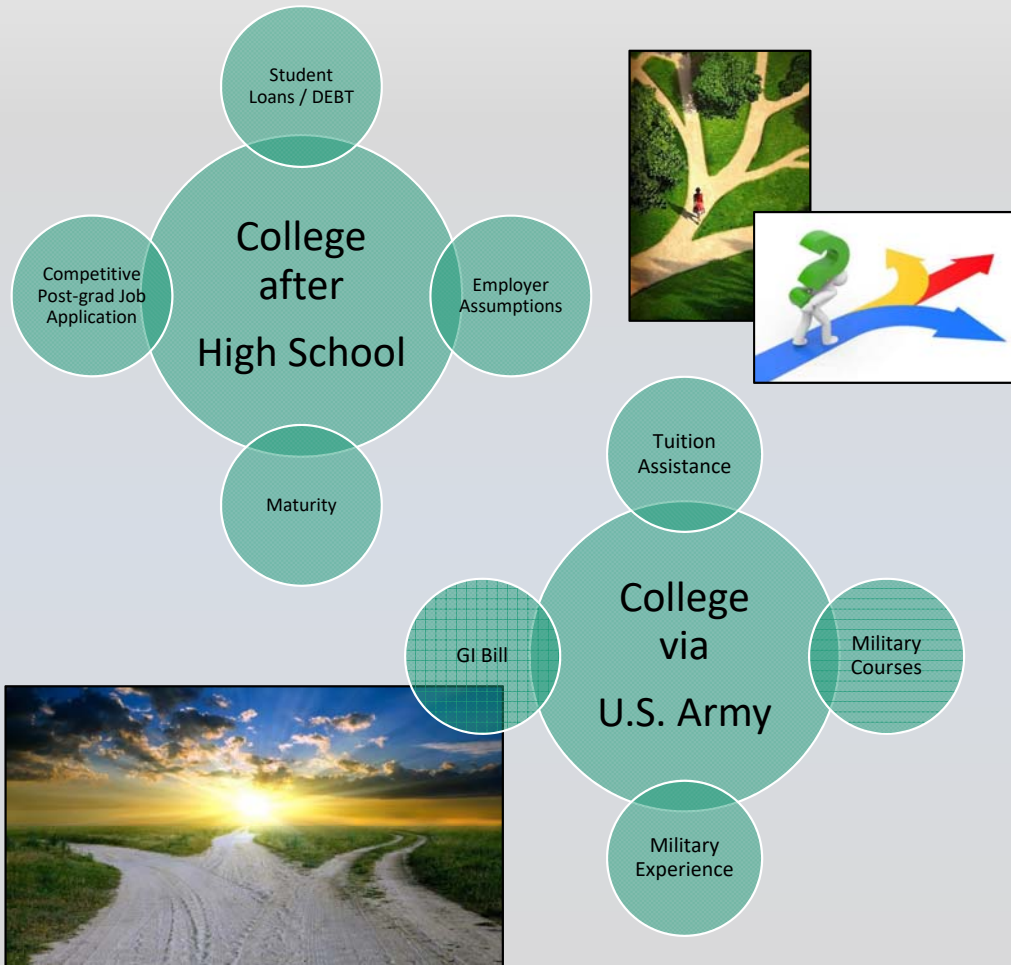 Student
Loans / DEBT
College
after
High School
Competitive
Post-grad Job
Application
Employer
Assumptions
Maturity
Tuition
Assistance
College
via
U.S. Army
GI Bill
Military
Courses
Military
Experience